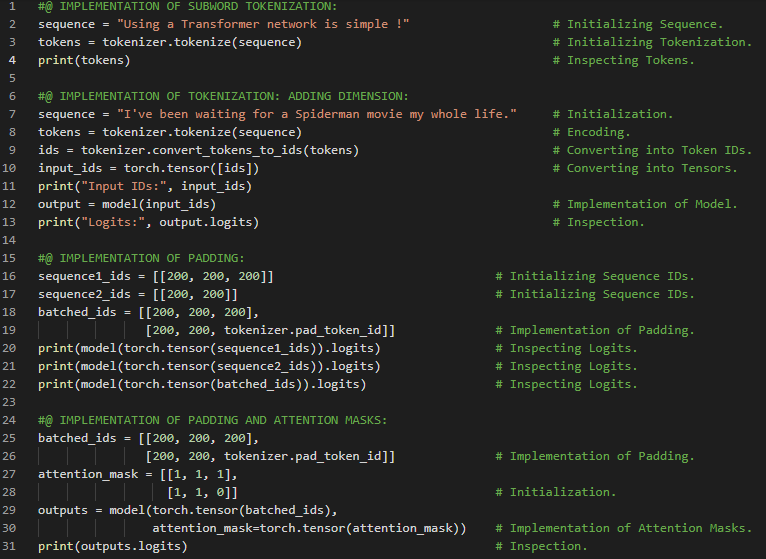 1 #@ IMPLEMENTATION OF SUBWORD TOKENIZATION:
2 sequence = "Using a Transformer network is simple !" # Initializing Sequence.
3 tokens = tokenizer.tokenize(sequence) # Initializing Tokenization.
4 print(tokens) # Inspecting Tokens.
5
6 #@ IMPLEMENTATION OF TOKENIZATION: ADDING DIMENSION:
7 sequence = "I've been waiting for a Spiderman movie my whole life." # Initialization.
8 tokens = tokenizer.tokenize(sequence) # Encoding.
9 ids = tokenizer.convert_tokens_to_ids(tokens) # Converting into Token IDs.
10 input_ids = torch.tensor([ids]) # Converting into Tensors.
11 print("Input IDs:", input_ids)
12 output = model(input_ids) # Implementation of Model.
13 print("Logits:", output.logits) # Inspection.
14
15 #@ IMPLEMENTATION OF PADDING:
16 sequence1_ids = [[200, 200, 200]] # Initializing Sequence IDs.
17 sequence2_ids = [[200, 200]] # Initializing Sequence IDs.
18 batched_ids = [[200, 200, 200],
19 [200, 200, tokenizer.pad_token_id]] # Implementation of Padding.
20 print(model(torch.tensor(sequence1_ids)).logits) # Inspecting Logits.
21 print(model(torch.tensor(sequence2_ids)).logits) # Inspecting Logits.
22 print(model(torch.tensor(batched_ids)).logits) # Inspecting Logits.
23
24 #@ IMPLEMENTATION OF PADDING AND ATTENTION MASKS:
25 batched_ids = [[200, 200, 200],
26 [200, 200, tokenizer.pad_token_id]] # Implementation of Padding.
27 attention_mask = [[1, 1, 1],
28 [1, 1, 0]] # Initialization.
29 outputs = model(torch.tensor(batched_ids),
30 attention_mask=torch.tensor(attention_mask)) # Implementation of Attention Masks.
31 print(outputs.logits) # Inspection.